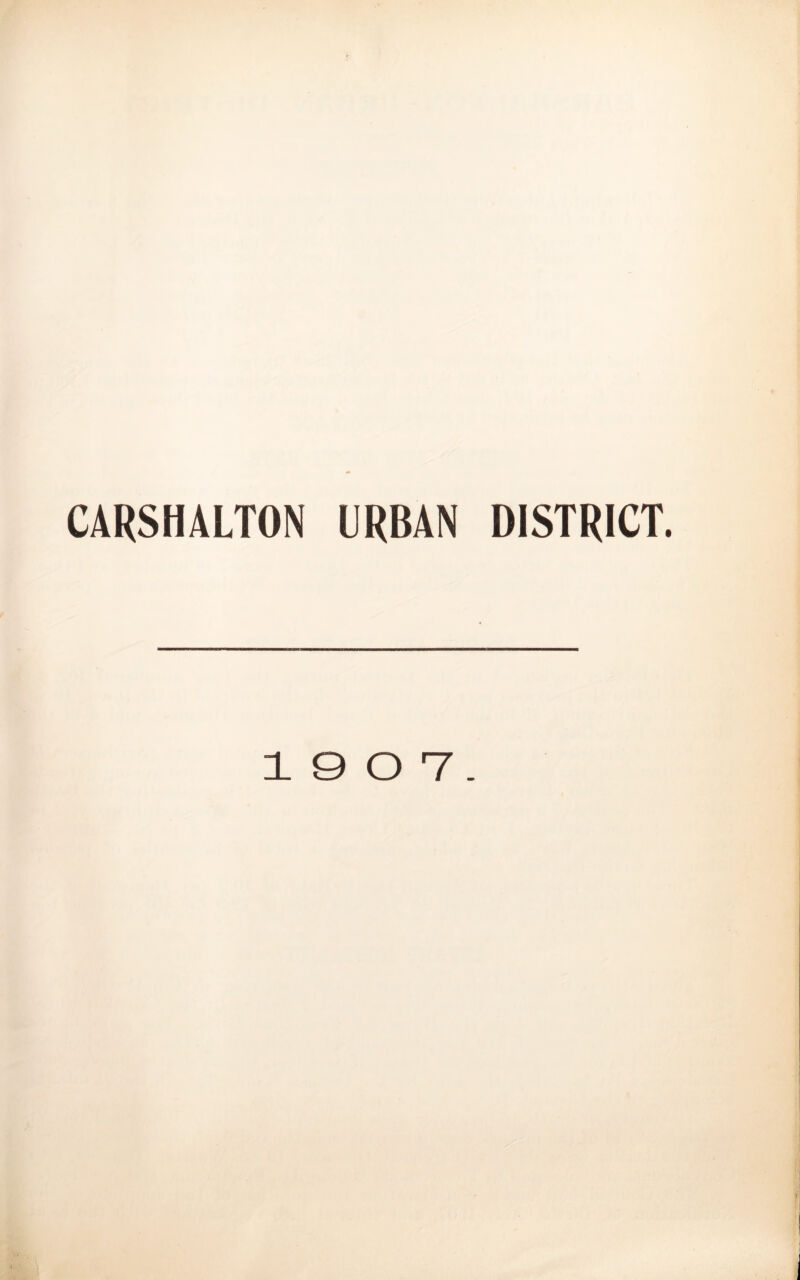 CARSHALTON URBAN DISTRICT.
1907.